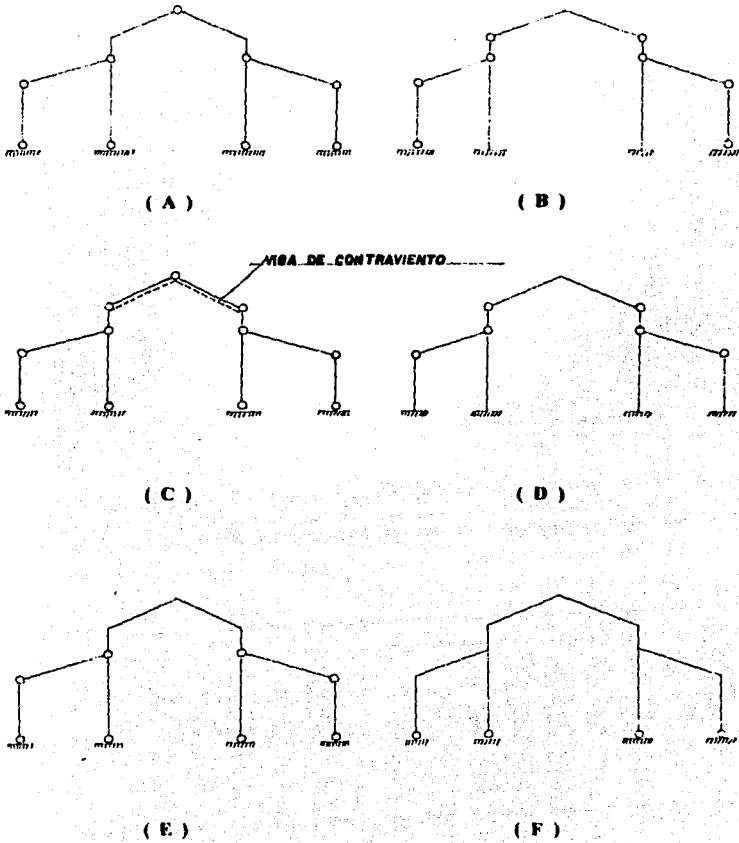 ( A )
( B )
VIGA DE CONTRAVIENTO
( C )
( D )
( E )
( F )